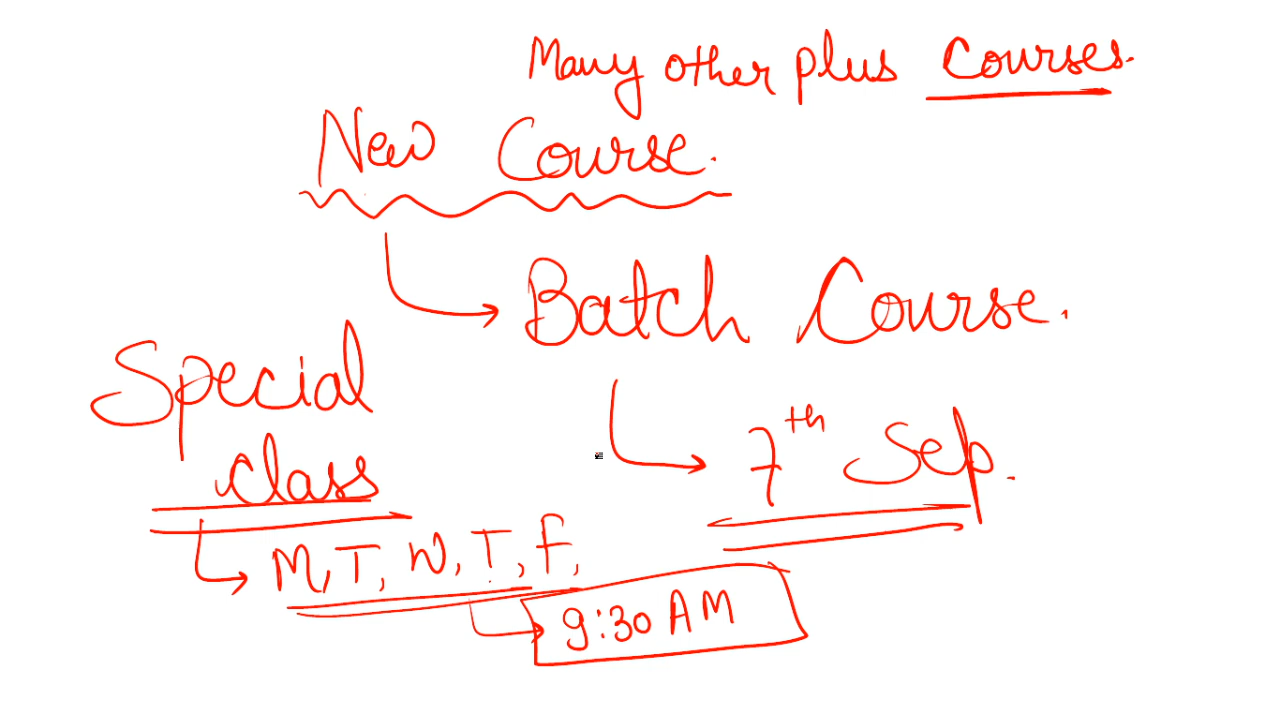 Many other plus Courses.
New Course.
Batch Course.
Special
class
7th Sep.
M, T, W, T, F,
9:30 AM